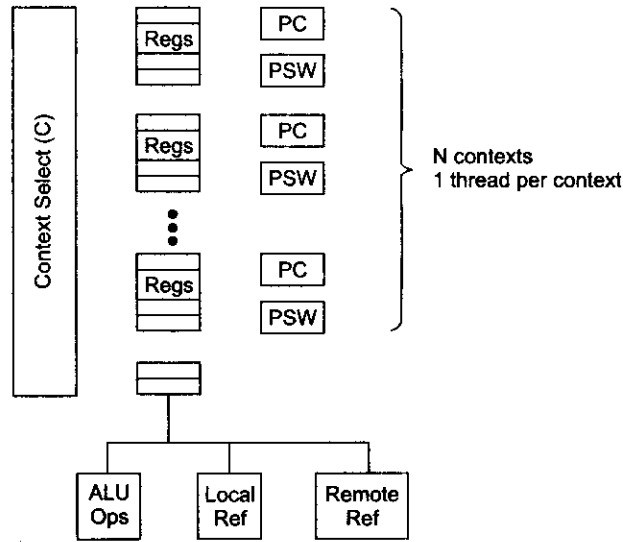 Context Select (C)
Regs
PC
PSW
Regs
PC
PSW
Regs
PC
PSW
N contexts
1 thread per context
ALU
Ops
Local
Ref
Remote
Ref